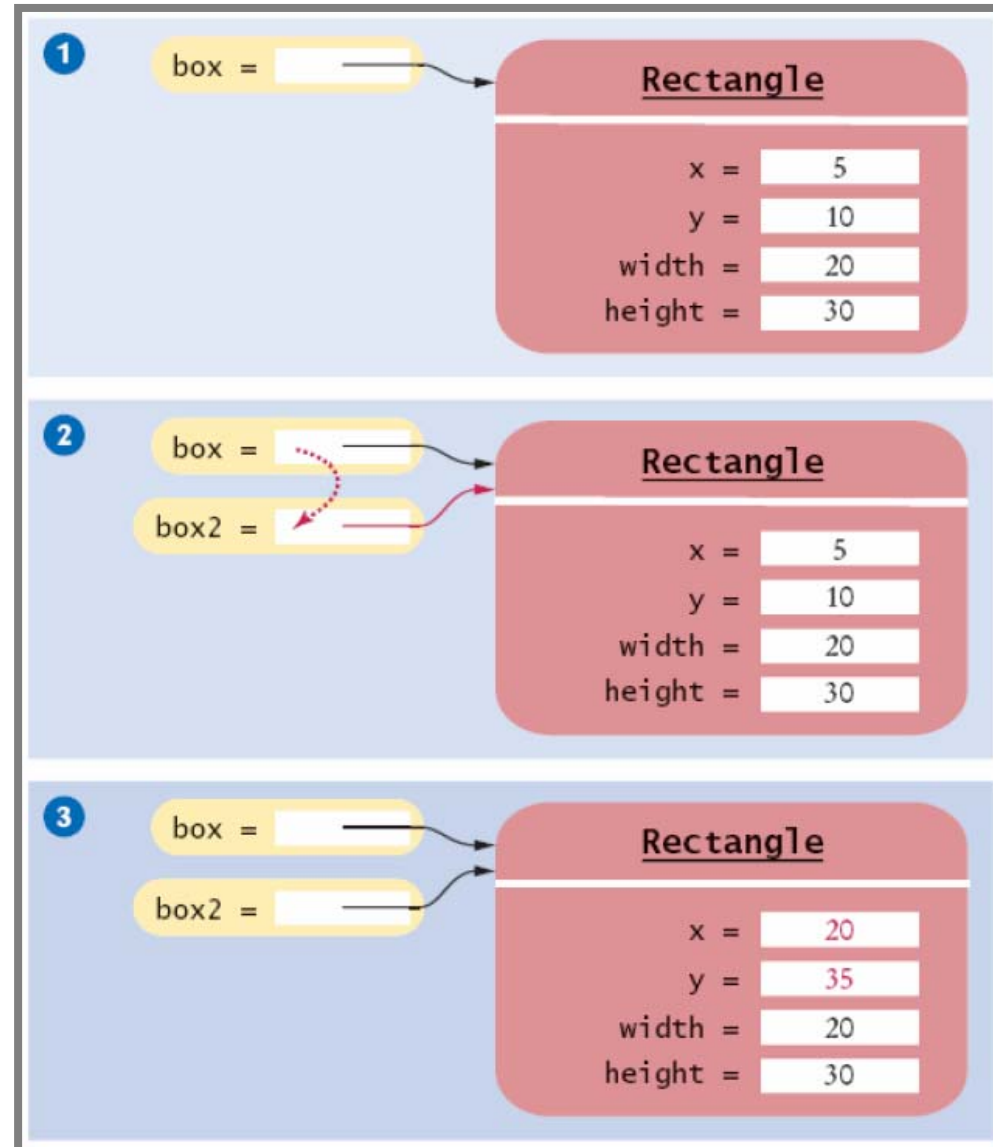 1
box =
Rectangle
x = 5
y = 10
width = 20
height = 30
2
box =
Rectangle
box2 =
x = 5
y = 10
width = 20
height = 30
3
box =
Rectangle
box2 =
x = 20
y = 35
width = 20
height = 30